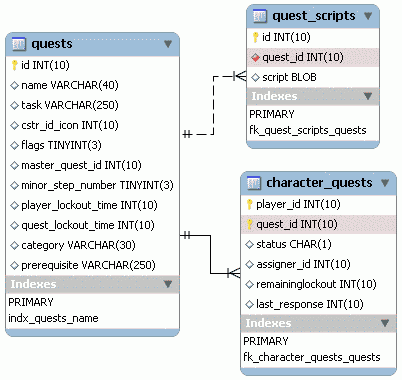 quests
id INT(10)
name VARCHAR(40)
task VARCHAR(250)
cstr_id_icon INT(10)
flags TINYINT(3)
master_quest_id INT(10)
minor_step_number TINYINT(3)
player_lockout_time INT(10)
quest_lockout_time INT(10)
category VARCHAR(30)
prerequisite VARCHAR(250)
Indexes
PRIMARY
indx_quests_name
quest_scripts
id INT(10)
quest_id INT(10)
script BLOB
Indexes
PRIMARY
fk_quest_scripts_quests
character_quests
player_id INT(10)
quest_id INT(10)
status CHAR(1)
assigner_id INT(10)
remaininglockout INT(10)
last_response INT(10)
Indexes
PRIMARY
fk_character_quests_quests